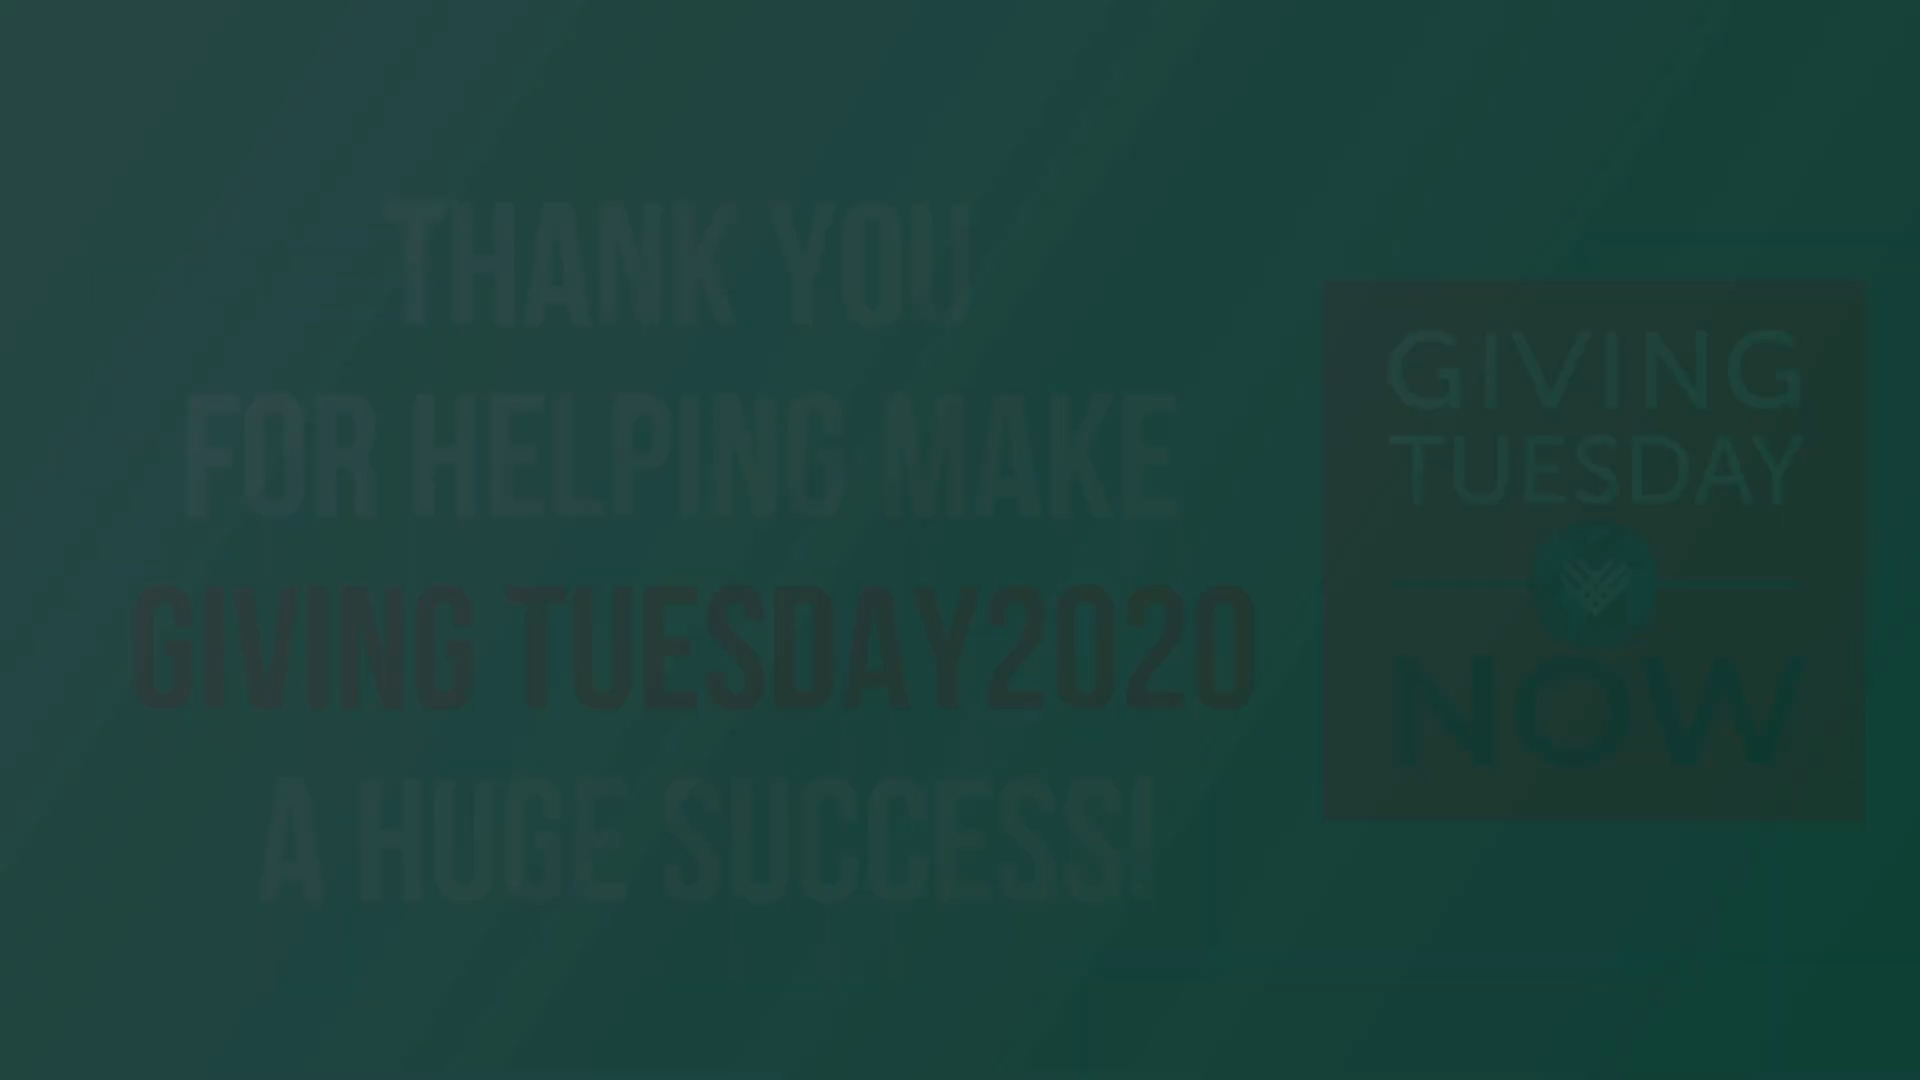 THANK YOU
FOR HELPING MAKE
GIVING TUESDAY2020
A HUGE SUCCESS!
GIVING
TUESDAY
NOW